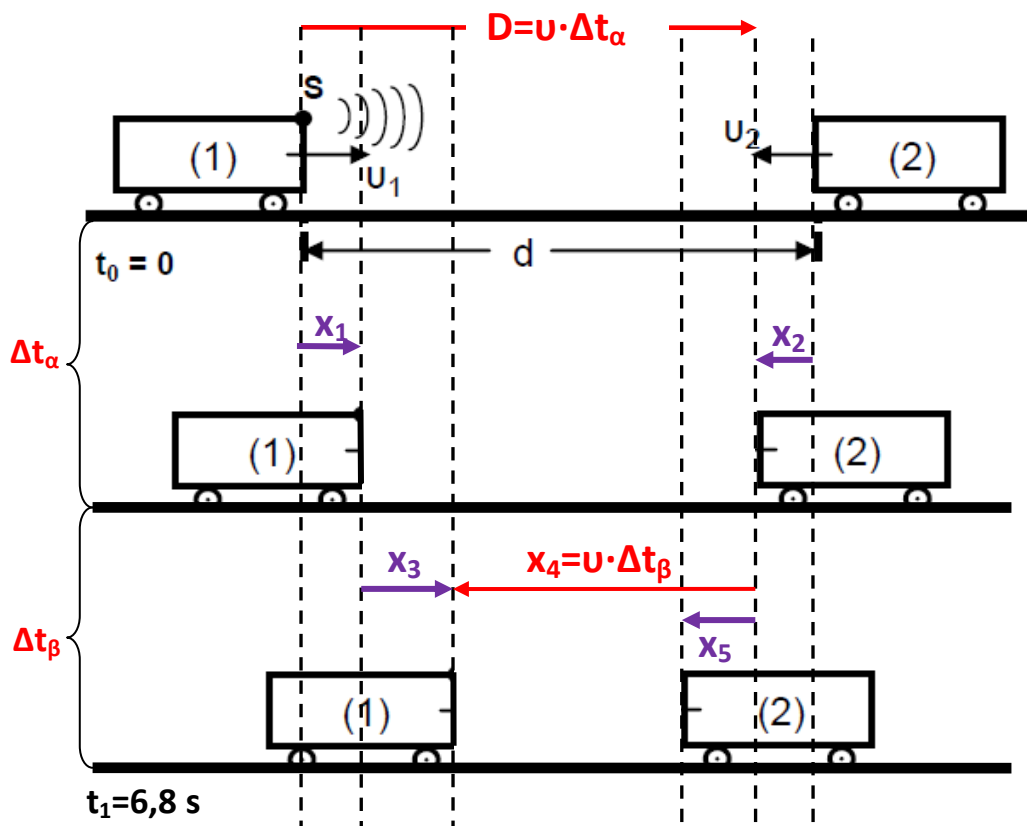 D=υ·Δtα
S
(1)
υ1
υ2
(2)
t0 = 0
d
Δtα
x1
x2
(1)
(2)
Δtβ
x3
x4=υ·Δtβ
x5
(1)
(2)
t1=6,8 s